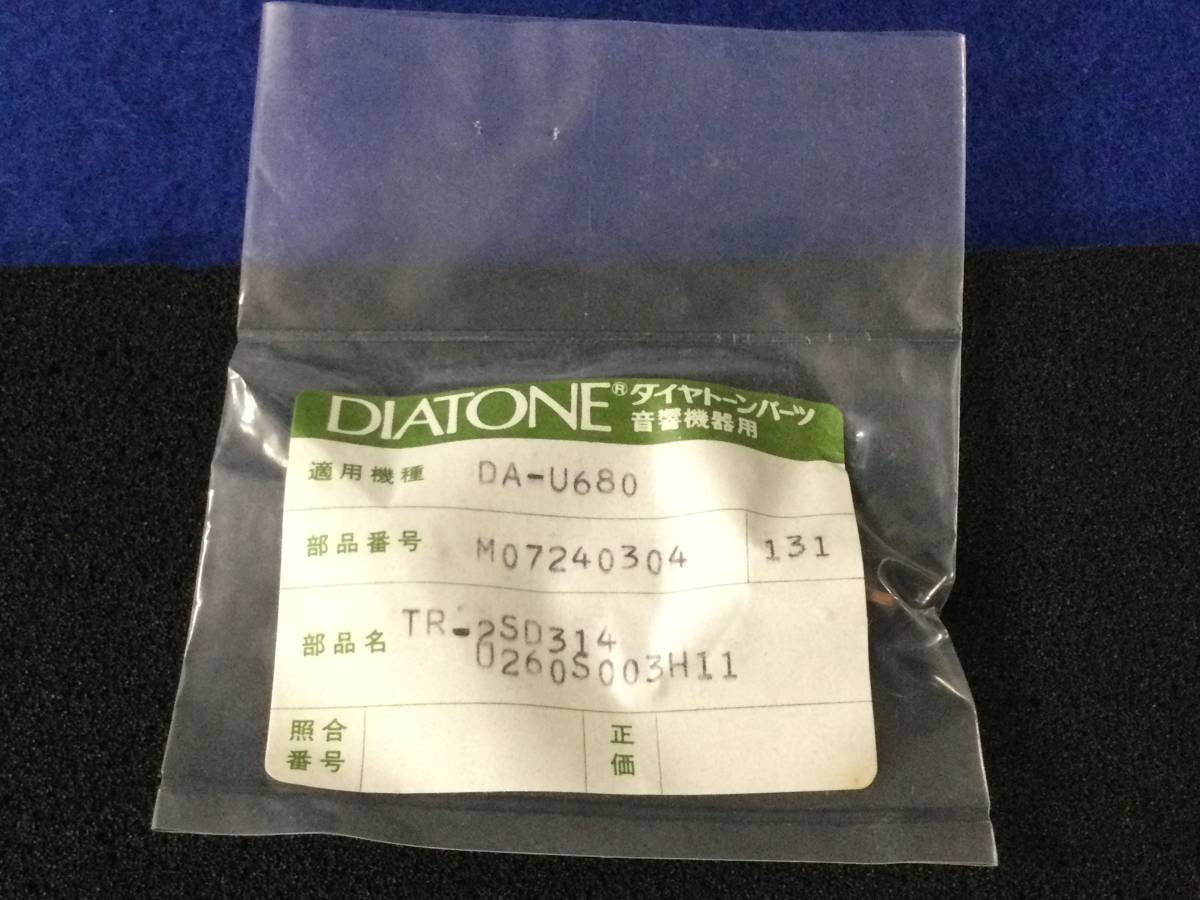 DIATONE® ダイヤトーンパーツ
音響機器用
適用機種 DA-U680
部品番号 M07240304 131
部品名 TR-2SD314
U260S003H11
照合番号
正価